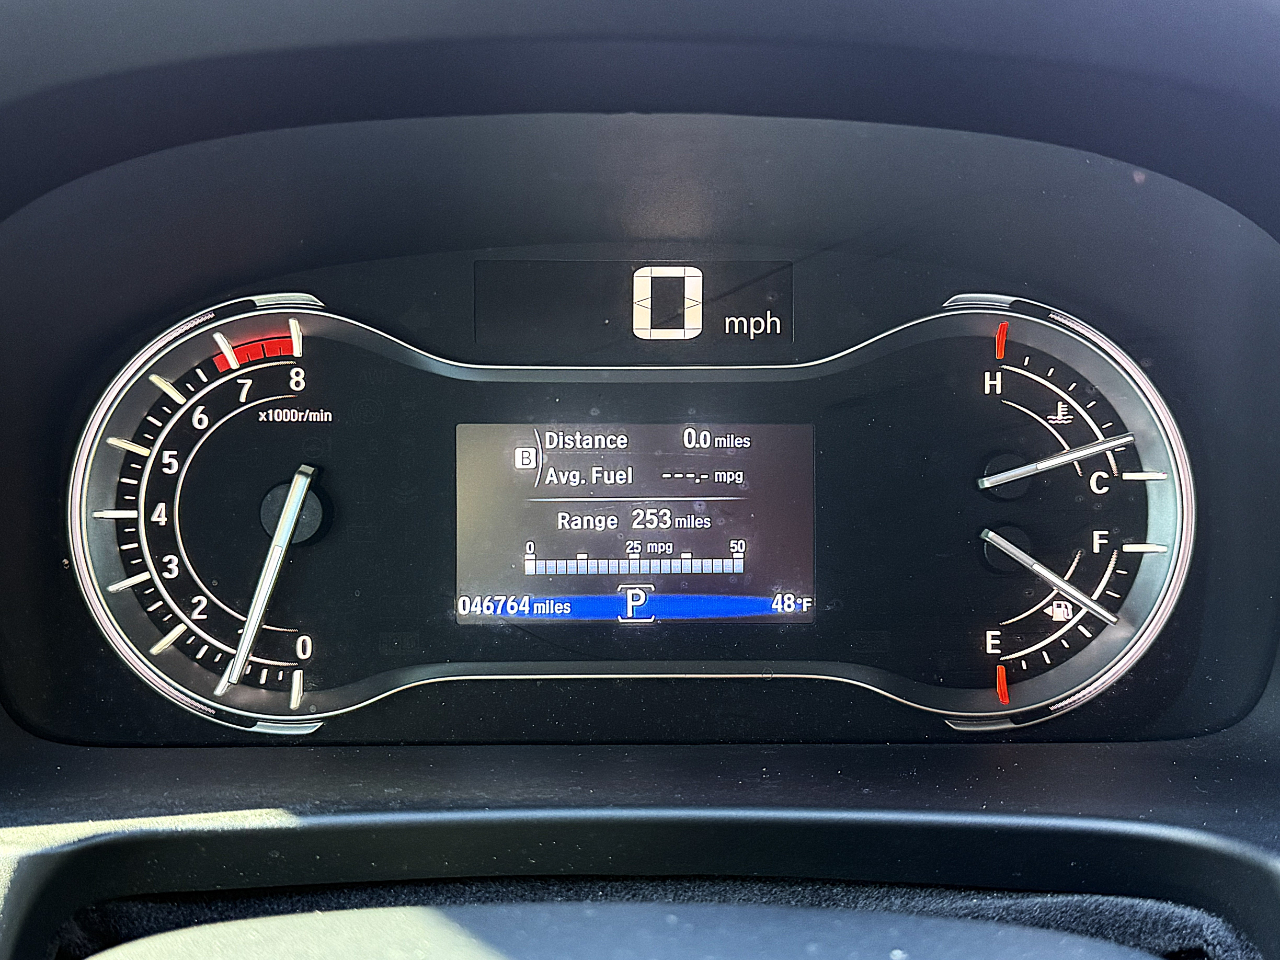 0 mph
8
7
6
5
4
3
2
0
x1000r/min
B
Distance 0.0 miles
Avg. Fuel ---.- mpg
Range 253 miles
0 25 mpg 50
046764 miles P 48°F
H
C
F
E